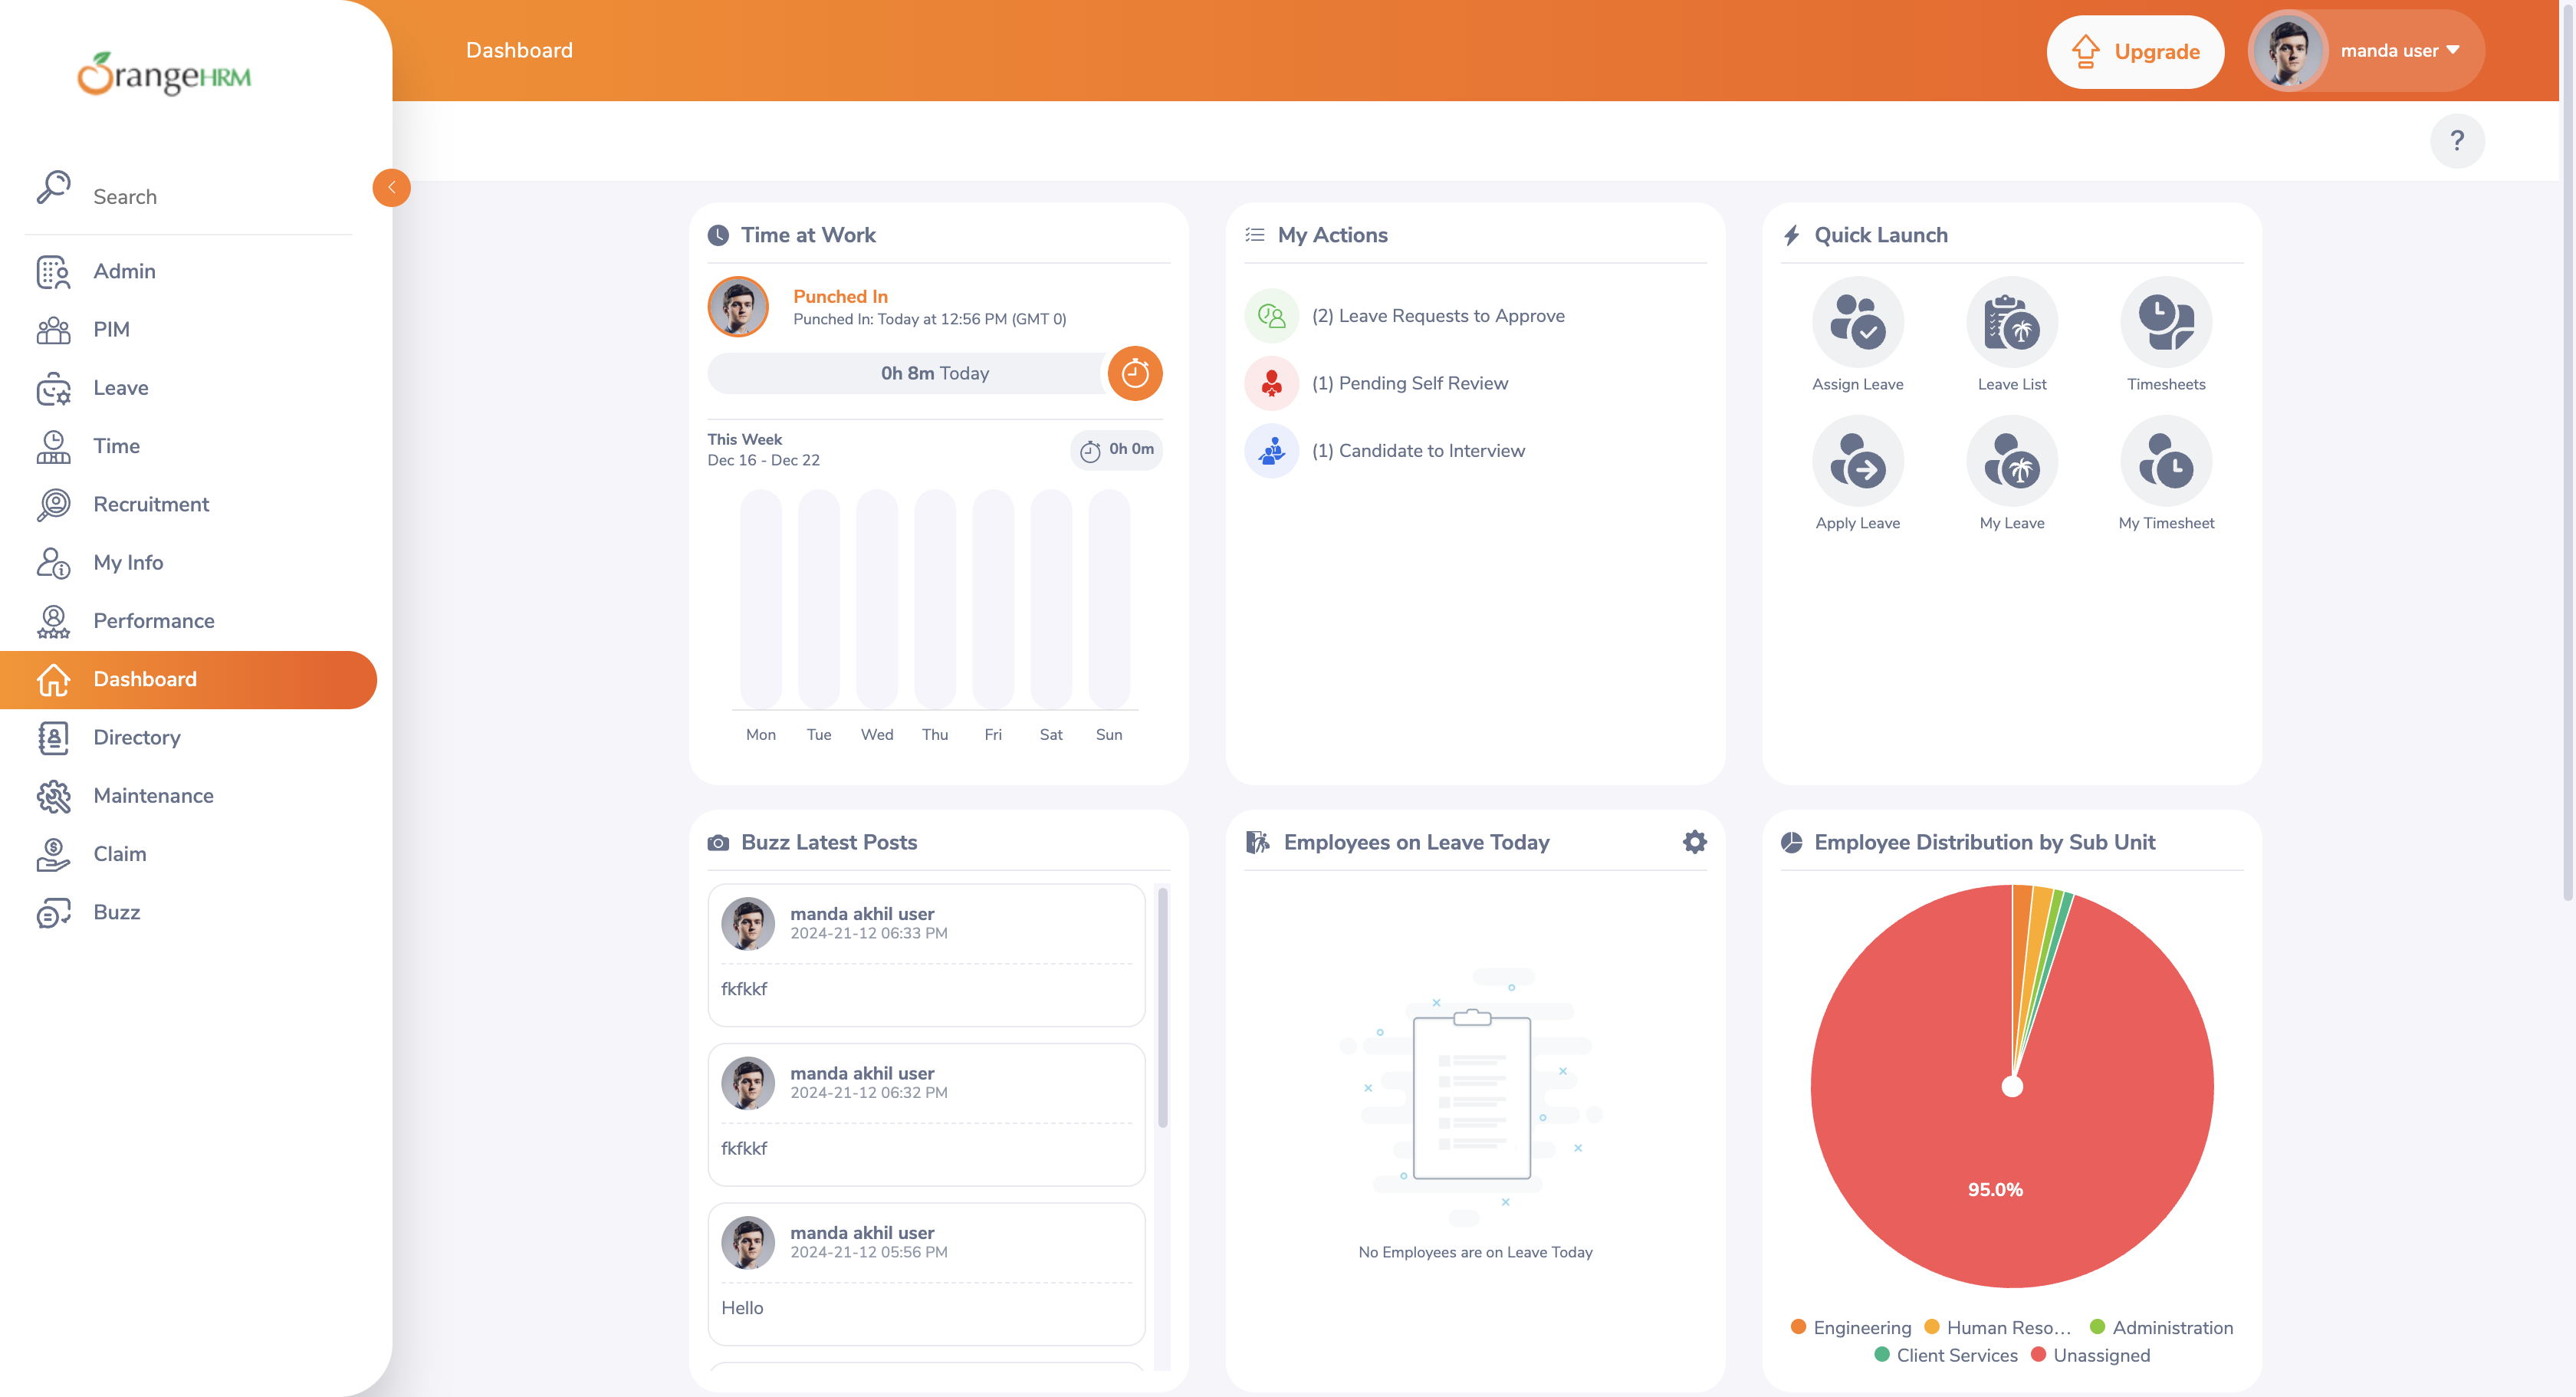 OrangeHRM
Search
Admin
PIM
Leave
Time
Recruitment
My Info
Performance
Dashboard
Directory
Maintenance
Claim
Buzz
Dashboard
Upgrade
manda user
?
Time at Work
Punched In
Punched In: Today at 12:56 PM (GMT 0)
0h 8m Today
This Week
Dec 16 - Dec 22
0h 0m
Mon Tue Wed Thu Fri Sat Sun
My Actions
(2) Leave Requests to Approve
(1) Pending Self Review
(1) Candidate to Interview
Quick Launch
Assign Leave Leave List Timesheets
Apply Leave My Leave My Timesheet
Buzz Latest Posts
manda akhil user
2024-21-12 06:33 PM
fkfkkf
manda akhil user
2024-21-12 06:32 PM
fkfkkf
manda akhil user
2024-21-12 05:56 PM
Hello
Employees on Leave Today
No Employees are on Leave Today
Employee Distribution by Sub Unit
95.0%
Engineering Human Reso... Administration
Client Services Unassigned